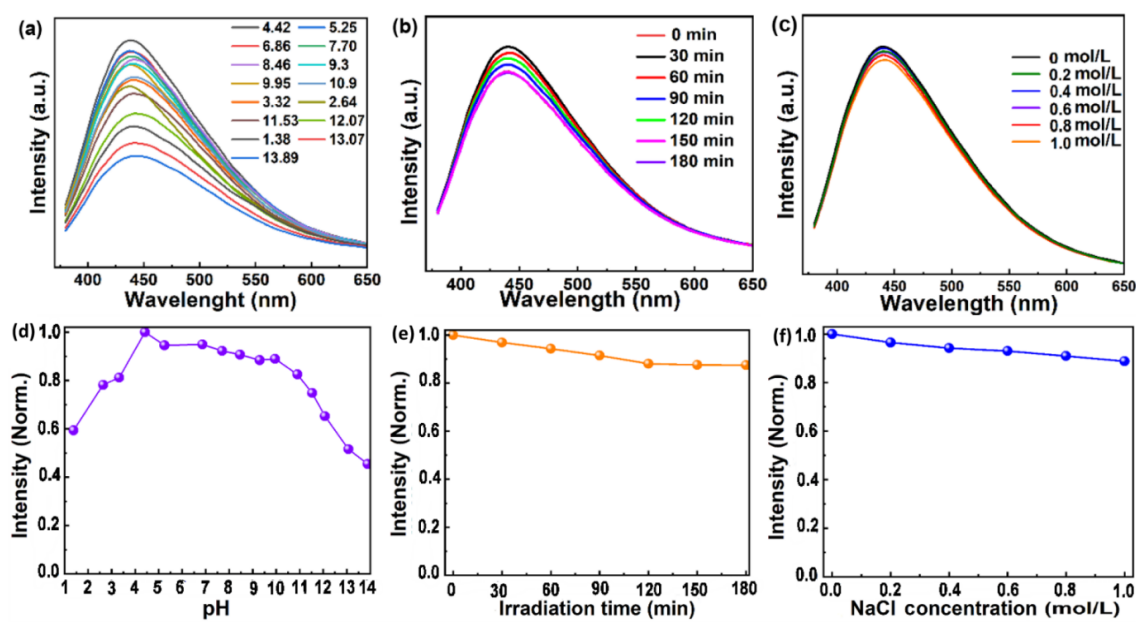 (a)
4.42 5.25
6.86 7.70
8.46 9.3
9.95 10.9
3.32 2.64
11.53 12.07
1.38 13.07
13.89
Intensity (a.u.)
400 450 500 550 600 650
Wavelenght (nm)
(b)
0 min
30 min
60 min
90 min
120 min
150 min
180 min
Intensity (a.u.)
400 450 500 550 600 650
Wavelength (nm)
(c)
0 mol/L
0.2 mol/L
0.4 mol/L
0.6 mol/L
0.8 mol/L
1.0 mol/L
Intensity (a.u.)
400 450 500 550 600 650
Wavelength (nm)
(d)
Intensity (Norm.)
1.0
0.8
0.6
0.4
0.2
0.0
1 2 3 4 5 6 7 8 9 10 11 12 13 14
pH
(e)
Intensity (Norm.)
1.0
0.8
0.6
0.4
0.2
0.0
0 30 60 90 120 150 180
Irradiation time (min)
(f)
Intensity (Norm.)
1.0
0.8
0.6
0.4
0.2
0.0
0.0 0.2 0.4 0.6 0.8 1.0
NaCl concentration (mol/L)